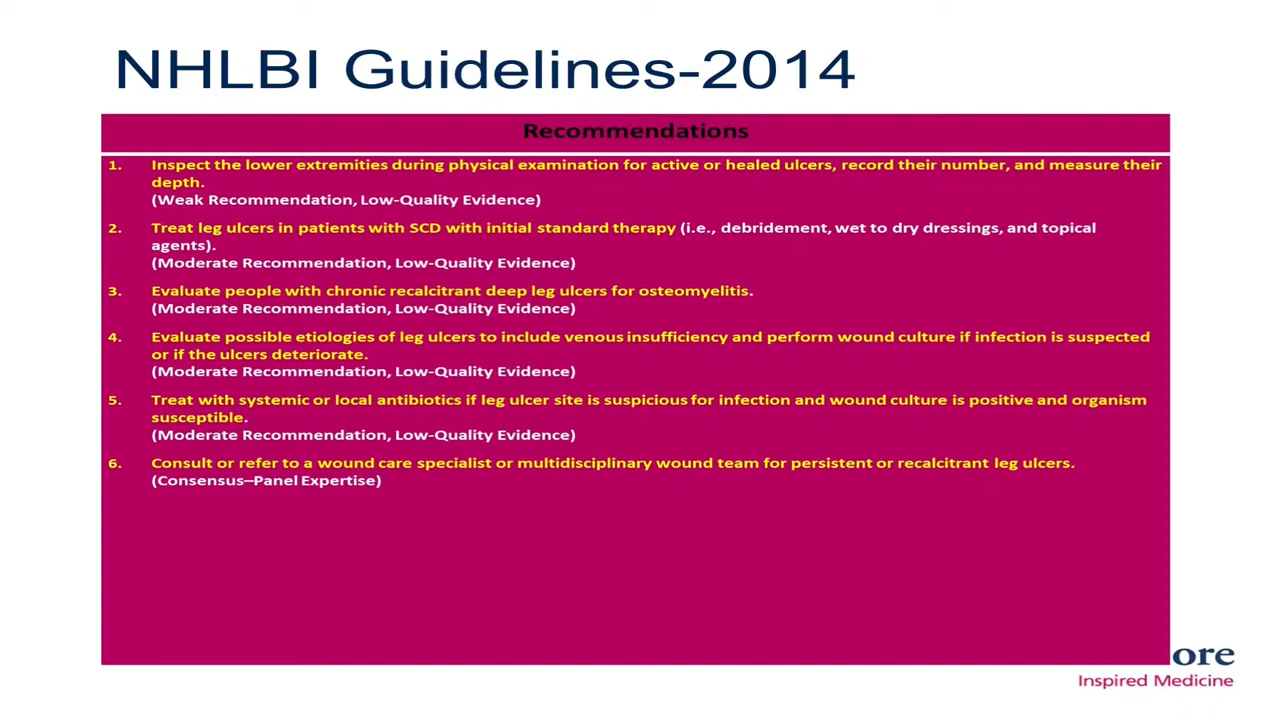 NHLBI Guidelines-2014
Recommendations
1. Inspect the lower extremities during physical examination for active or healed ulcers, record their number, and measure their
depth.
(Weak Recommendation, Low-Quality Evidence)
2. Treat leg ulcers in patients with SCD with initial standard therapy (i.e., debridement, wet to dry dressings, and topical
agents).
(Moderate Recommendation, Low-Quality Evidence)
3. Evaluate people with chronic recalcitrant deep leg ulcers for osteomyelitis.
(Moderate Recommendation, Low-Quality Evidence)
4. Evaluate possible etiologies of leg ulcers to include venous insufficiency and perform wound culture if infection is suspected
or if the ulcers deteriorate.
(Moderate Recommendation, Low-Quality Evidence)
5. Treat with systemic or local antibiotics if leg ulcer site is suspicious for infection and wound culture is positive and organism
susceptible.
(Moderate Recommendation, Low-Quality Evidence)
6. Consult or refer to a wound care specialist or multidisciplinary wound team for persistent or recalcitrant leg ulcers.
(Consensus–Panel Expertise)
ore
Inspired Medicine